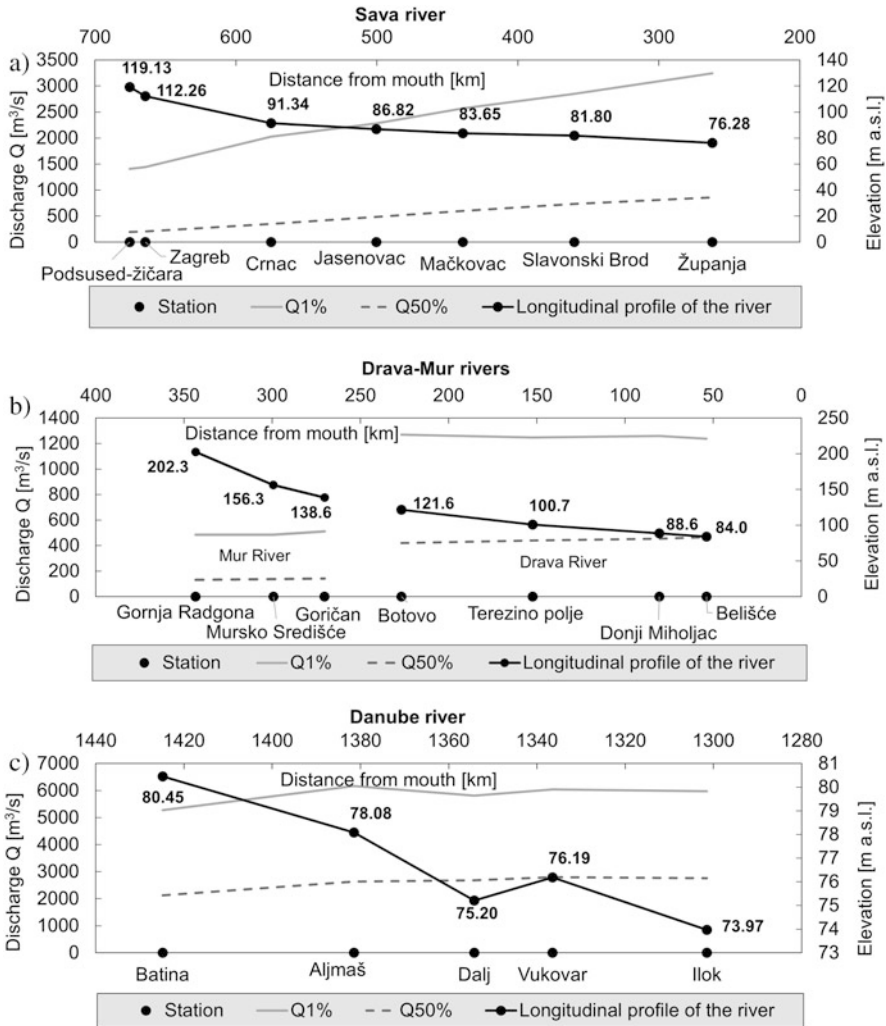 Sava river
700 600 500 400 300 200
a)
3500 119.13 140
3000 112.26 Distance from mouth [km] 120
2500 91.34 86.82 83.65 81.80 76.28 100
2000 80
1500 60
1000 40
500 20
0 0
Discharge Q [m³/s]
Elevation [m a.s.l.]
Podsused-žičara Zagreb Crnac Jasenovac Mačkovac Slavonski Brod Županja
Station Q1% Q50% Longitudinal profile of the river
Drava-Mur rivers
400 350 300 250 200 150 100 50 0
b)
1400 250
1200 Distance from mouth [km] 200
1000 202.3
800 156.3 138.6 121.6 100.7 88.6 84.0 150
600 100
400 Mur River Drava River
200 50
0 0
Discharge Q [m³/s]
Elevation [m a.s.l.]
Gornja Radgona Mursko Središće Goričan Botovo Terezino polje Donji Miholjac Belišće
Station Q1% Q50% Longitudinal profile of the river
Danube river
1440 1420 1400 1380 1360 1340 1320 1300 1280
c)
7000 81
6000 80.45 Distance from mouth [km] 80
5000 78.08 79
4000 78
3000 76.19 77
2000 75.20 76
1000 73.97 75
0 74
73
Discharge Q [m³/s]
Elevation [m a.s.l.]
Batina Aljmaš Dalj Vukovar Ilok
Station Q1% Q50% Longitudinal profile of the river